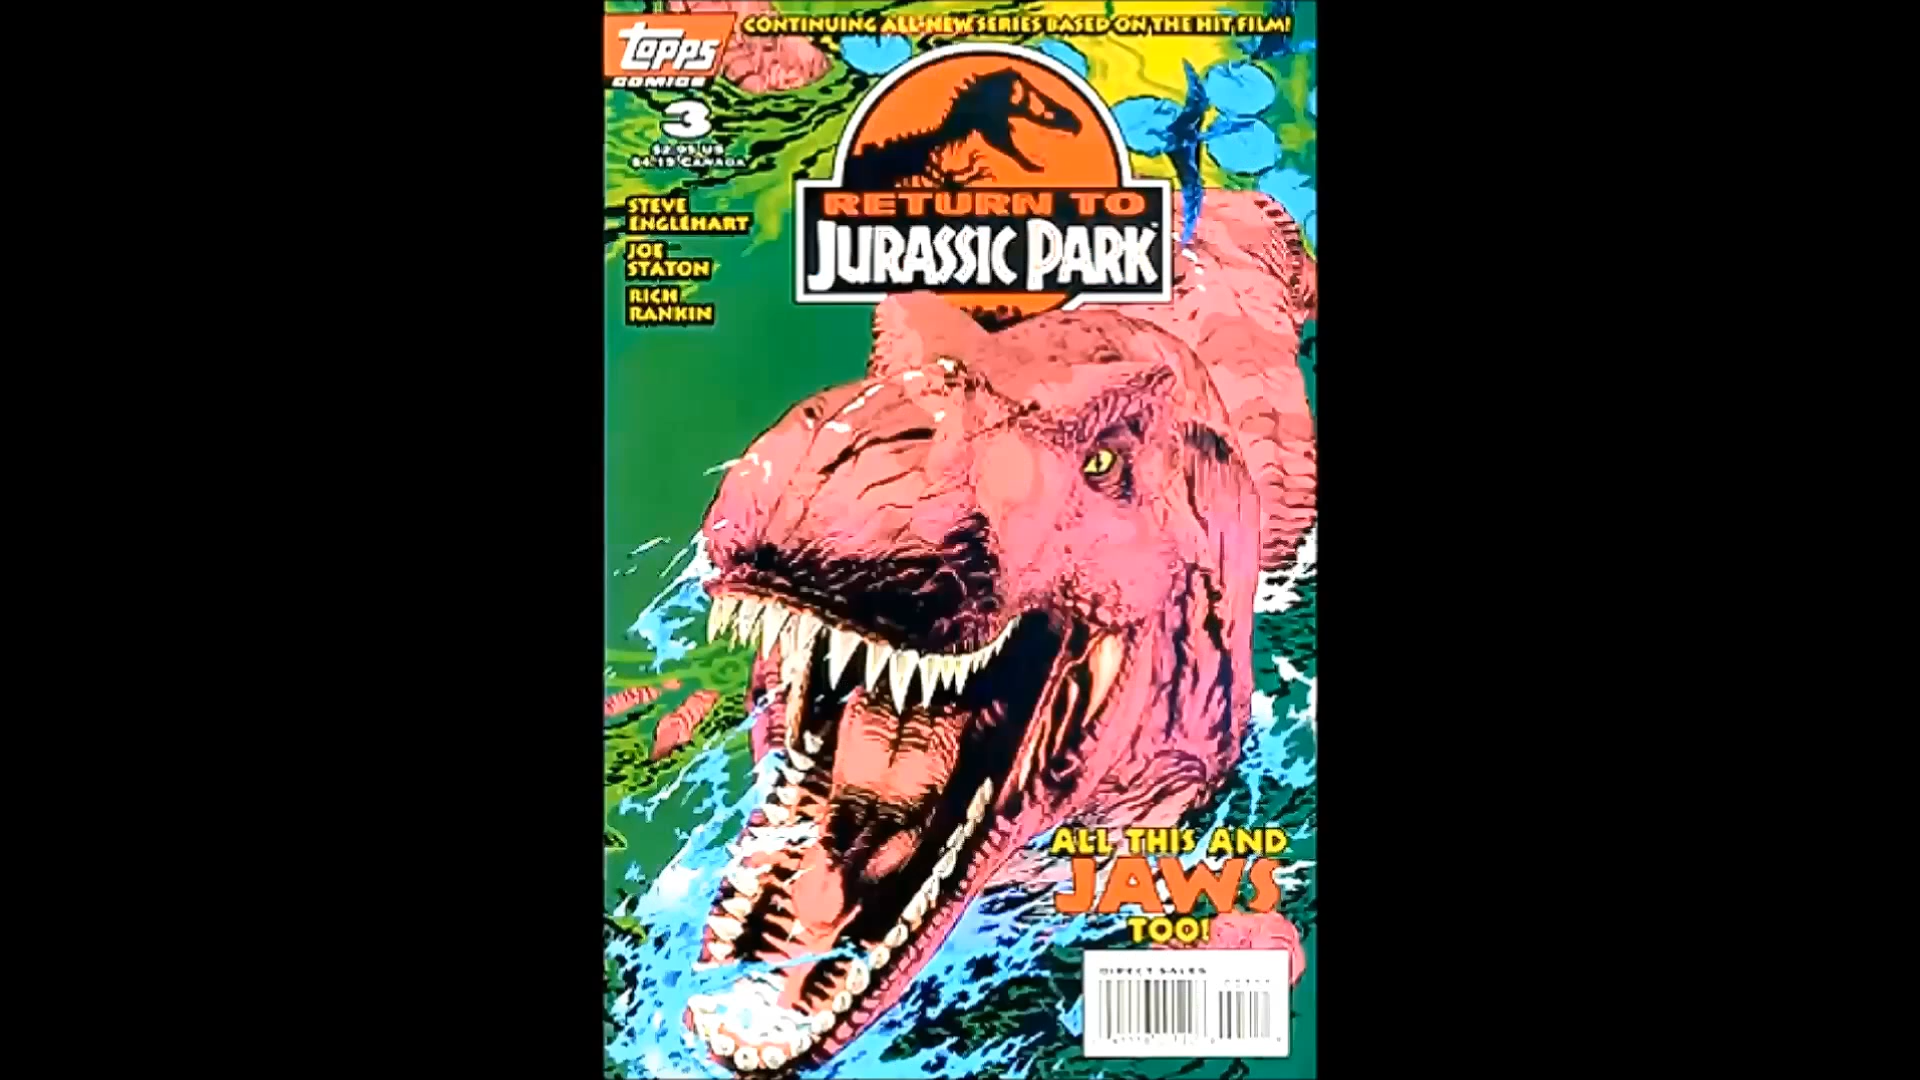 CONTINUING ALL-NEW SERIES BASED ON THE HIT FILM!
TOPPS
COMICS
3
$2.95 US
$4.15 CANADA
STEVE
ENGLEHART
JOE
STATON
RICH
RANKIN
RETURN TO
JURASSIC PARK™
ALL THIS AND
JAWS
TOO!
DIRECT SALES